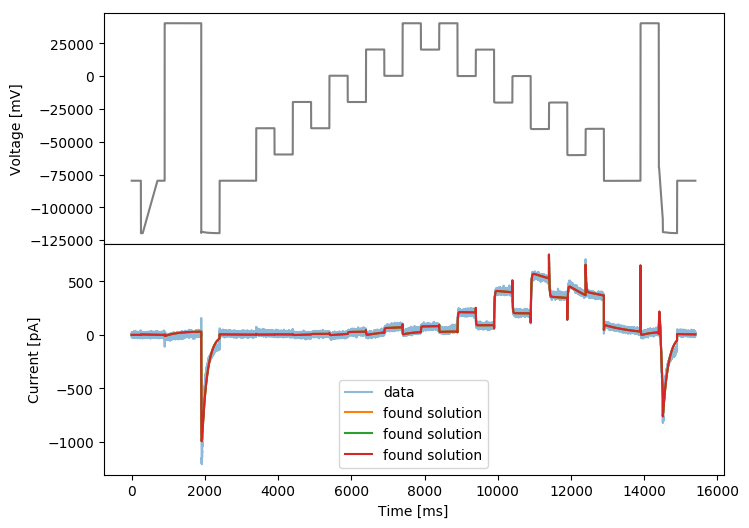 Voltage [mV]
25000
0
−25000
−50000
−75000
−100000
−125000
Current [pA]
500
0
−500
−1000
data
found solution
found solution
found solution
0
2000
4000
6000
8000
10000
12000
14000
16000
Time [ms]